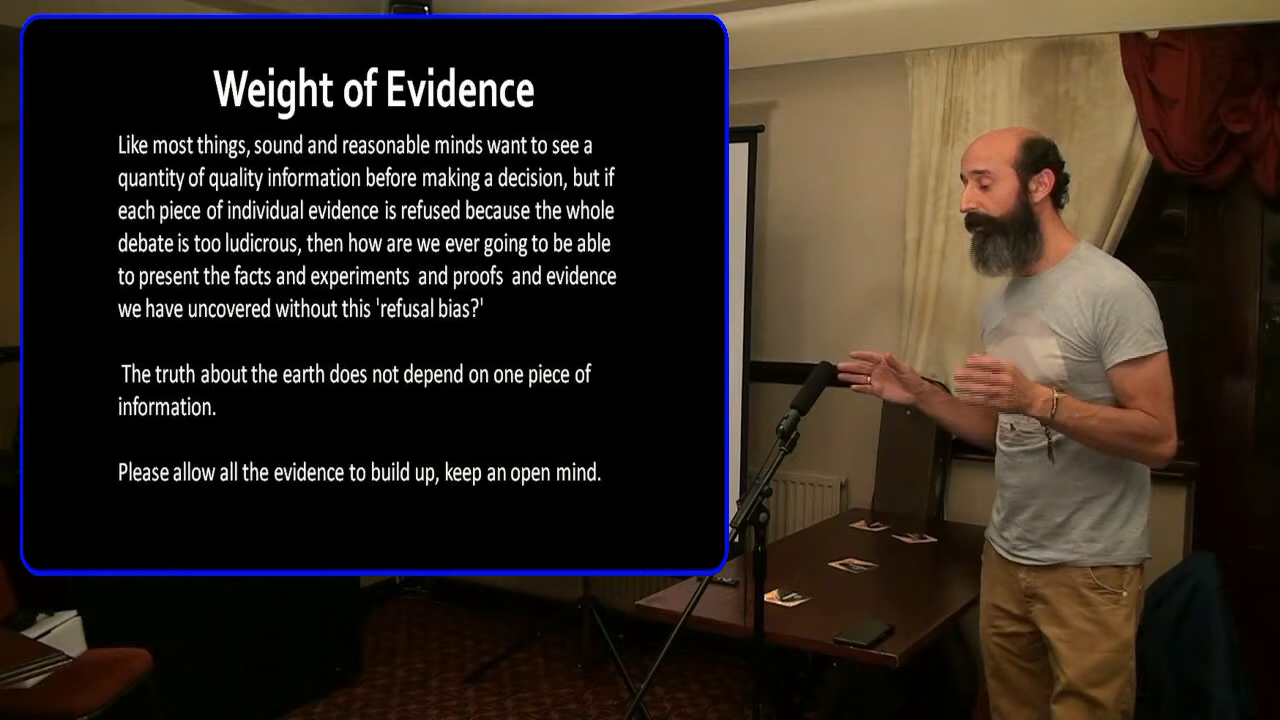 Weight of Evidence
Like most things, sound and reasonable minds want to see a
quantity of quality information before making a decision, but if
each piece of individual evidence is refused because the whole
debate is too ludicrous, then how are we ever going to be able
to present the facts and experiments  and proofs  and evidence
we have uncovered without this 'refusal bias?'
The truth about the earth does not depend on one piece of
information.
Please allow all the evidence to build up, keep an open mind.